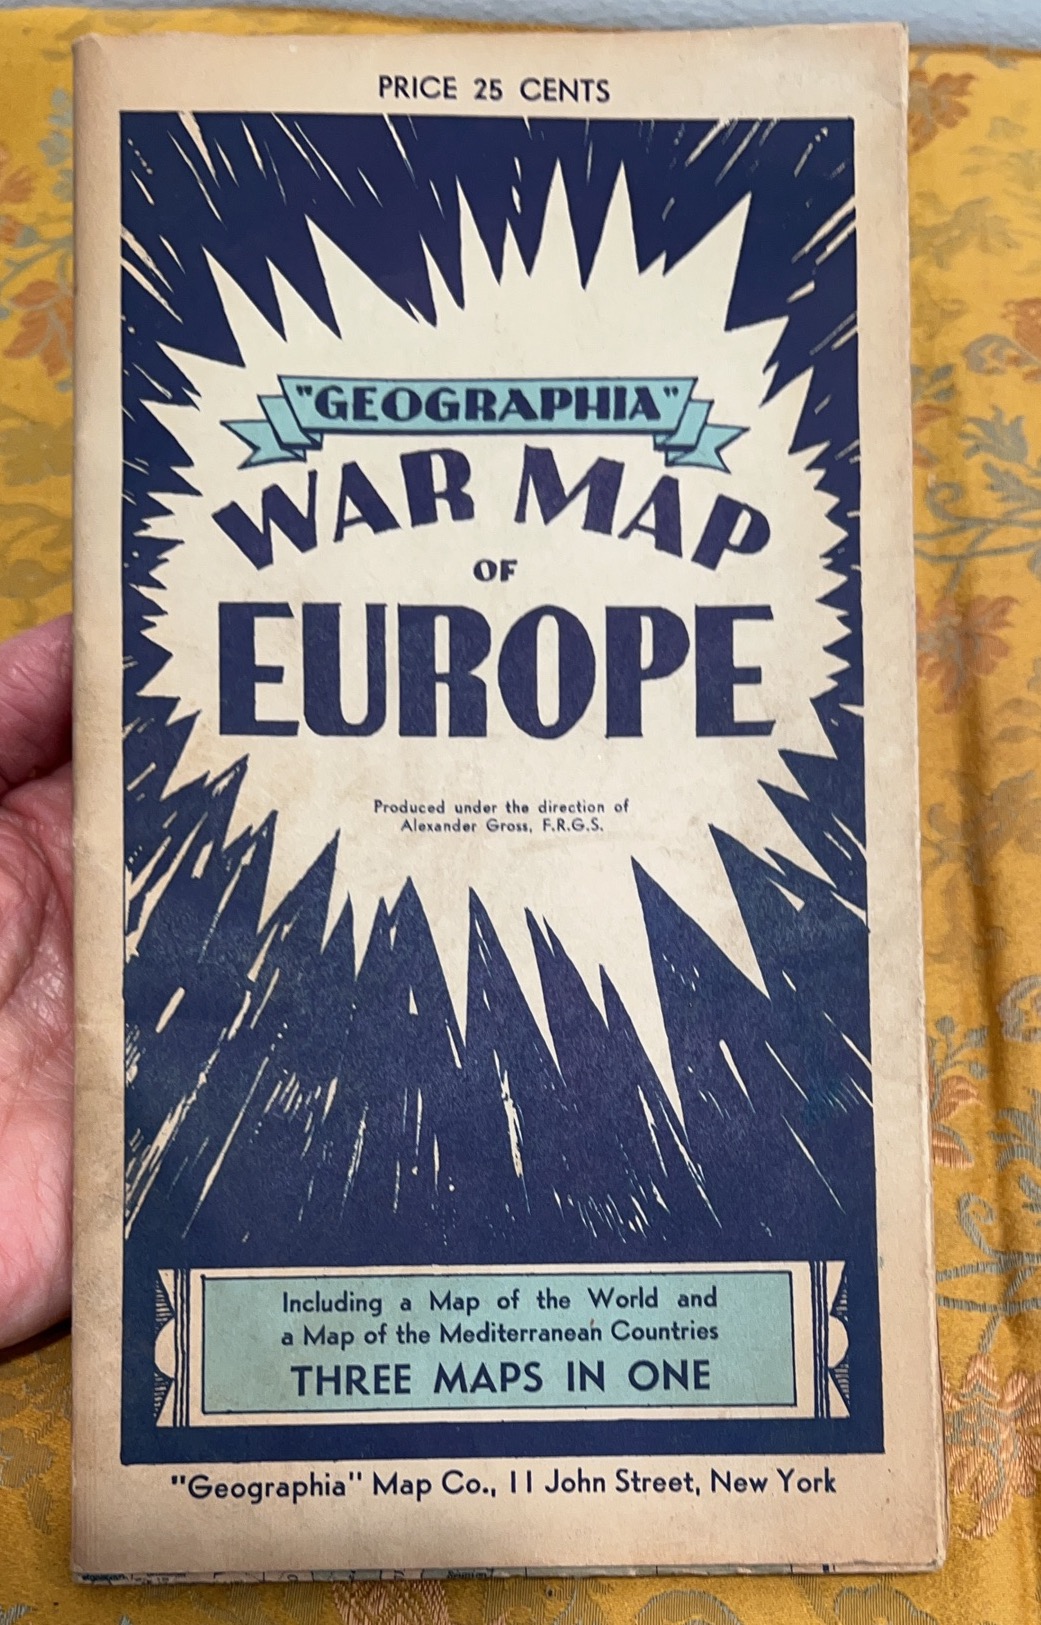 PRICE 25 CENTS
"GEOGRAPHIA"
WAR MAP
OF
EUROPE
Produced under the direction of
Alexander Gross, F.R.G.S.
Including a Map of the World and
a Map of the Mediterranean Countries
THREE MAPS IN ONE
"Geographia" Map Co., 11 John Street, New York